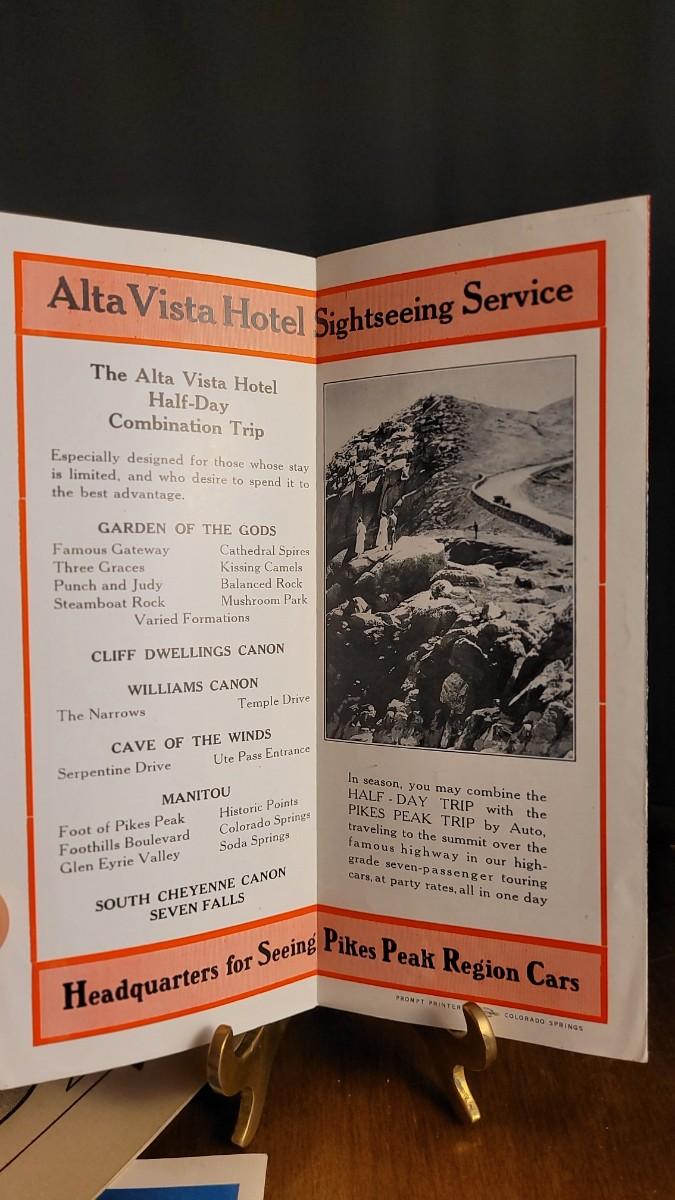 Alta Vista Hotel Sightseeing Service
The Alta Vista Hotel
Half-Day
Combination Trip
Especially designed for those whose stay
is limited, and who desire to spend it to
the best advantage.
GARDEN OF THE GODS
Famous Gateway Cathedral Spires
Three Graces Kissing Camels
Punch and Judy Balanced Rock
Steamboat Rock Mushroom Park
Varied Formations
CLIFF DWELLINGS CANON
WILLIAMS CANON
The Narrows Temple Drive
CAVE OF THE WINDS
Serpentine Drive Ute Pass Entrance
MANITOU
Foot of Pikes Peak Historic Points
Foothills Boulevard Colorado Springs
Glen Eyrie Valley Soda Springs
SOUTH CHEYENNE CANON
SEVEN FALLS
In season, you may combine the
HALF-DAY TRIP with the
PIKES PEAK TRIP by Auto,
traveling to the summit over the
famous highway in our high-
grade seven-passenger touring
cars, at party rates, all in one day
Headquarters for Seeing Pikes Peak Region Cars
PROMPT PRINTER COLORADO SPRINGS